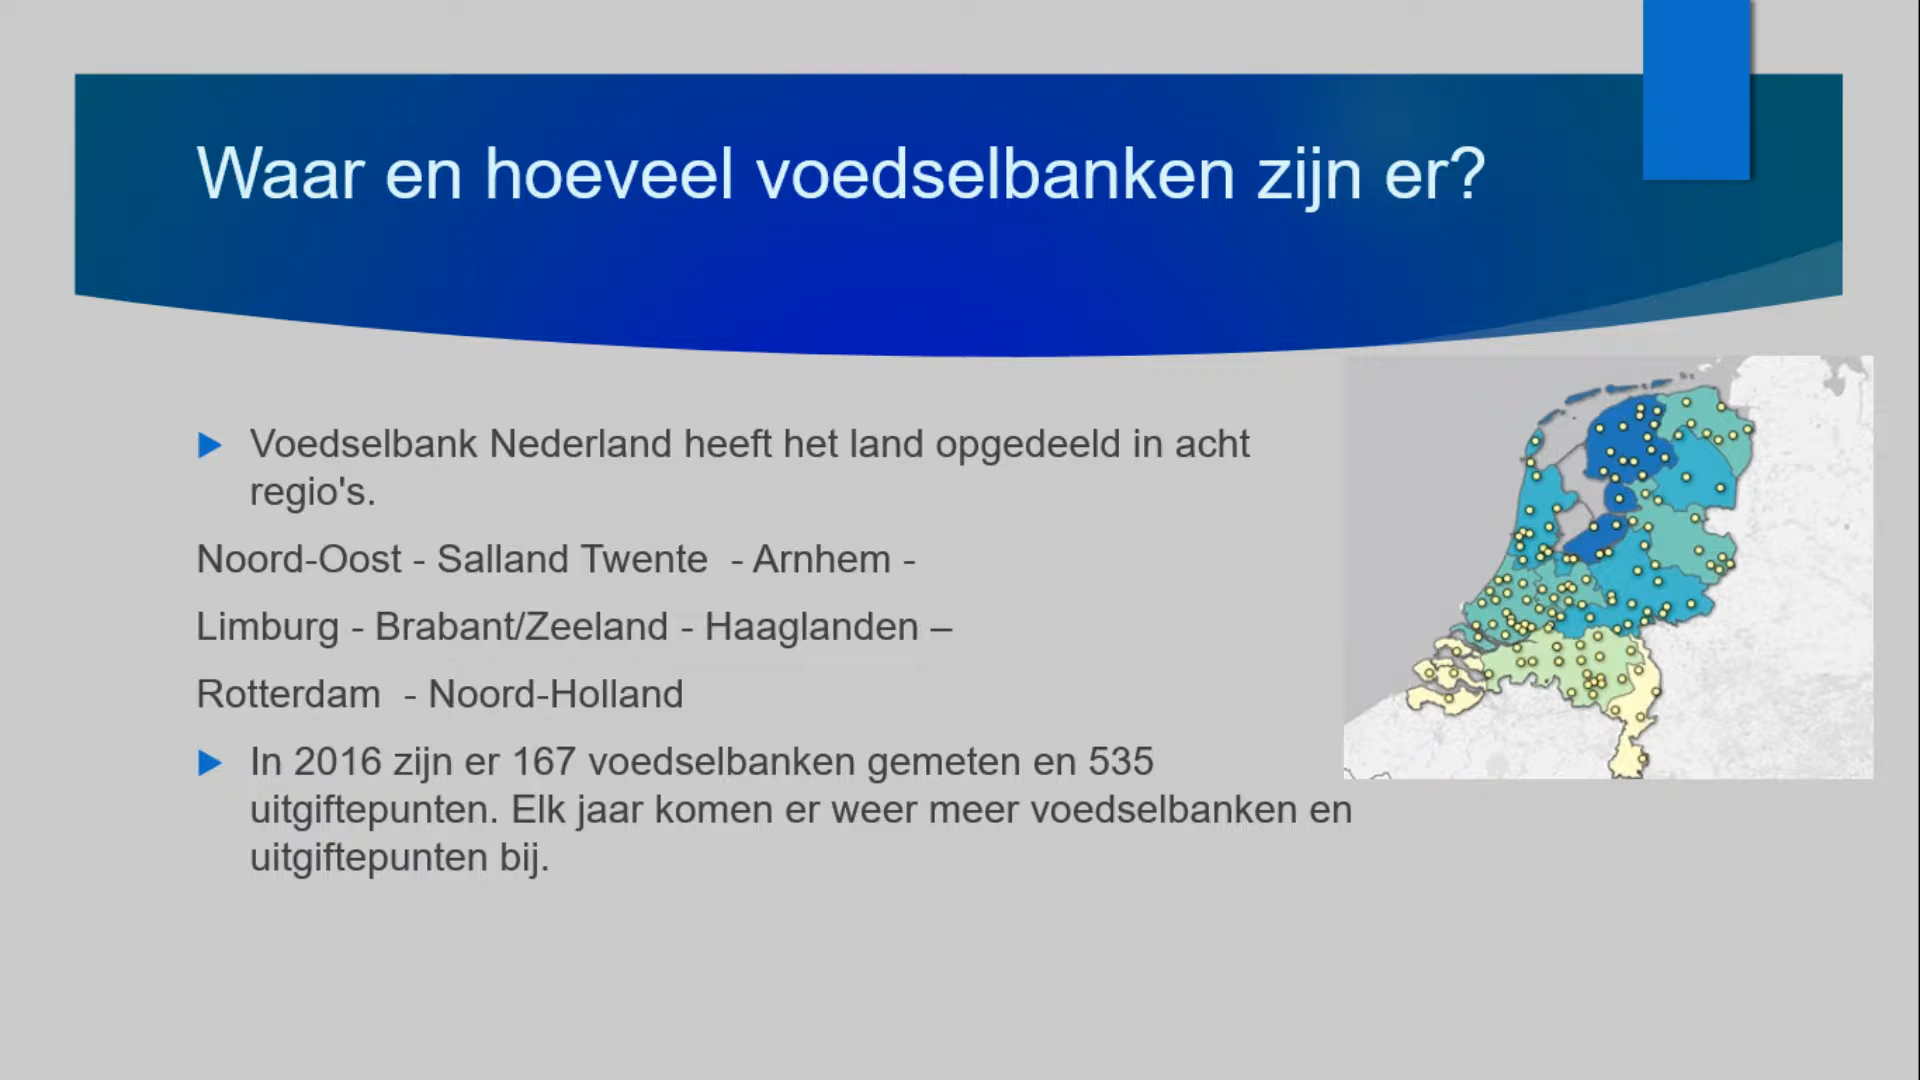 Waar en hoeveel voedselbanken zijn er?
Voedselbank Nederland heeft het land opgedeeld in acht
regio's.
Noord-Oost - Salland Twente  - Arnhem -
Limburg - Brabant/Zeeland - Haaglanden –
Rotterdam  - Noord-Holland
In 2016 zijn er 167 voedselbanken gemeten en 535
uitgiftepunten. Elk jaar komen er weer meer voedselbanken en
uitgiftepunten bij.